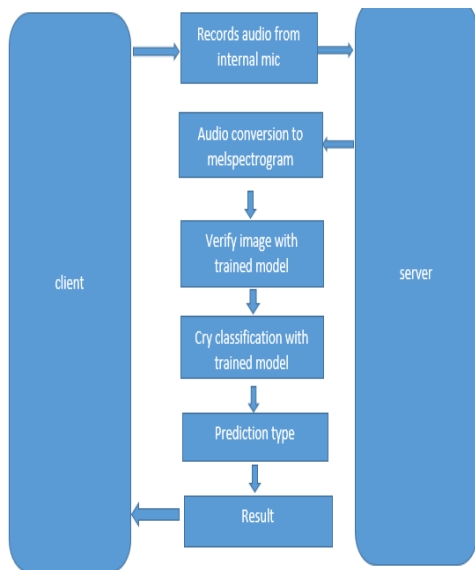 Records audio from
internal mic
Audio conversion to
melspectrogram
Verify image with
trained model
client
server
Cry classification with
trained model
Prediction type
Result